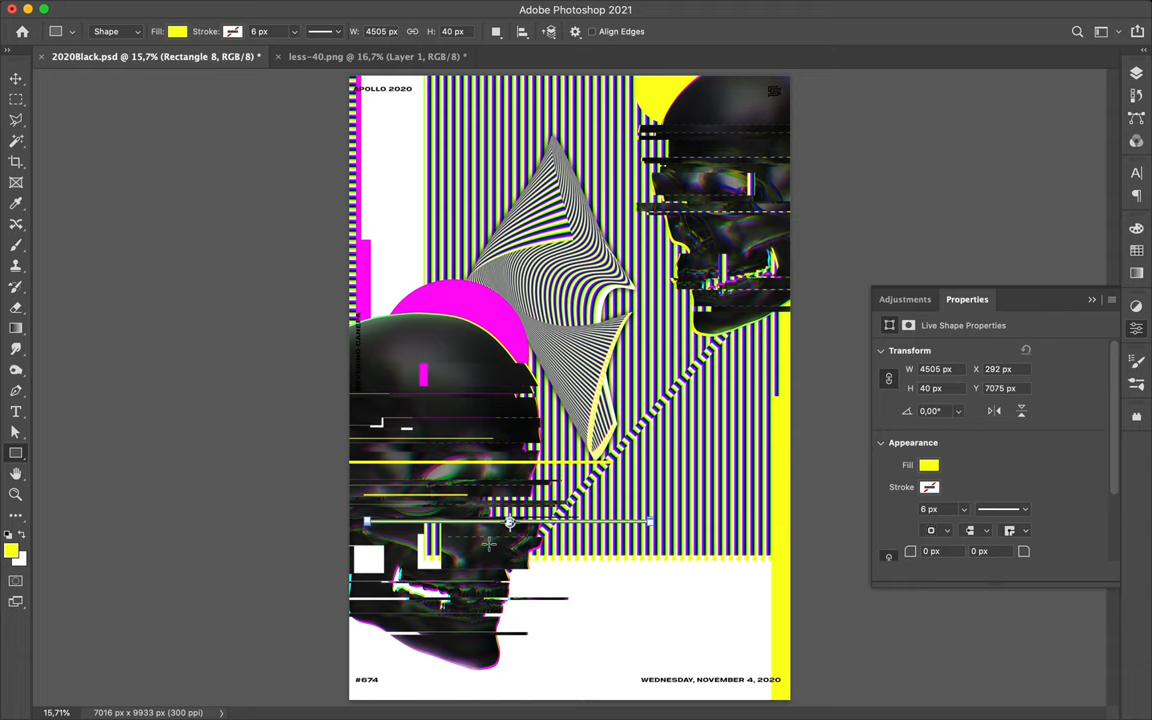 Adobe Photoshop 2021
Shape Fill: Stroke: 6 px W: 4505 px H: 40 px Align Edges
2020Black.psd @ 15,7% (Rectangle 8, RGB/8) * less-40.png @ 16,7% (Layer 1, RGB/8) *
APOLLO 2020
Adjustments Properties
Live Shape Properties
Transform
W 4505 px X 292 px
H 40 px Y 7075 px
0,00°
Appearance
Fill
Stroke
6 px
0 px 0 px
#674 WEDNESDAY, NOVEMBER 4, 2020
15,71% 7016 px x 9933 px (300 ppi)